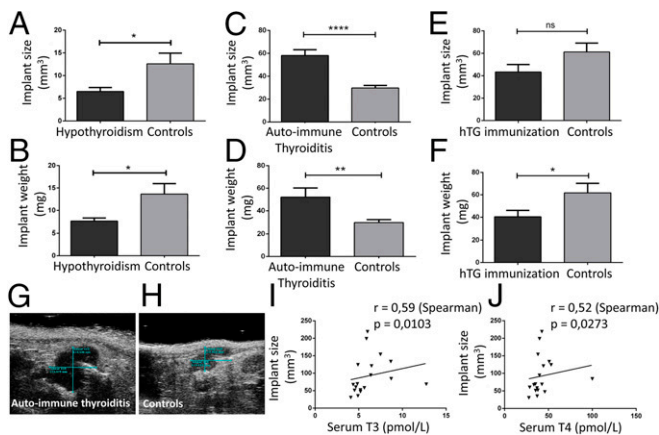 A
Implant size
(mm³)
15
10
5
0
*
Hypothyroidism Controls
B
Implant weight
(mg)
20
15
10
5
0
*
Hypothyroidism Controls
C
Implant size
(mm³)
80
60
40
20
0
****
Auto-immune Controls
Thyroiditis
D
Implant weight
(mg)
80
60
40
20
0
**
Auto-immune Controls
Thyroiditis
E
Implant size
(mm³)
80
60
40
20
0
ns
hTG immunization Controls
F
Implant weight
(mg)
80
60
40
20
0
*
hTG immunization Controls
G
Auto-immune thyroiditis
H
Controls
I
r = 0,59 (Spearman)
p = 0,0103
Implant size
(mm³)
250
200
150
100
50
0
0 5 10 15
Serum T3 (pmol/L)
J
r = 0,52 (Spearman)
p = 0,0273
Implant size
(mm³)
250
200
150
100
50
0
0 50 100 150
Serum T4 (pmol/L)